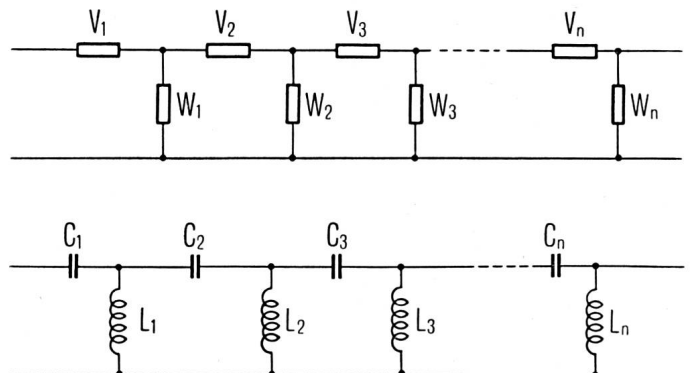 V₁ V₂ V₃ Vₙ
W₁ W₂ W₃ Wₙ
C₁ C₂ C₃ Cₙ
L₁ L₂ L₃ Lₙ